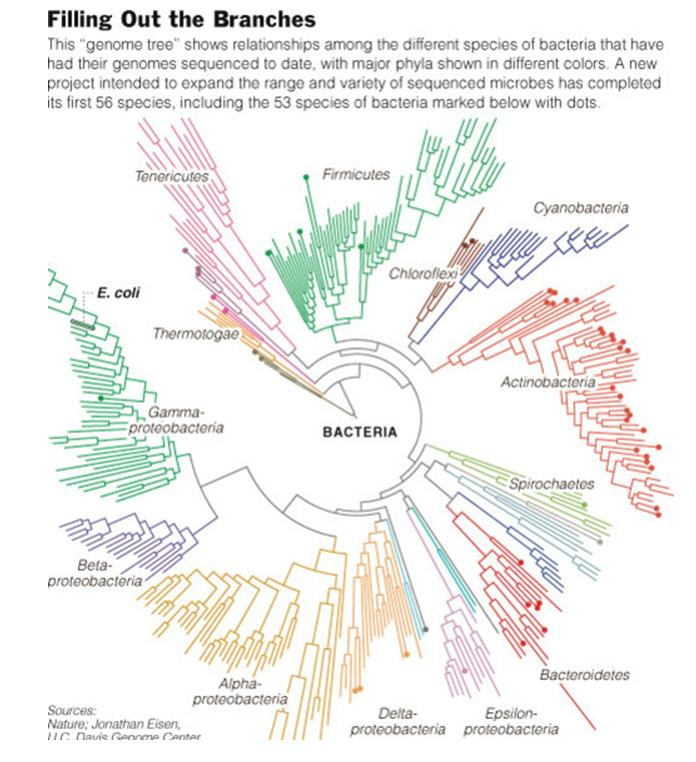 Filling Out the Branches
This “genome tree” shows relationships among the different species of bacteria that have
had their genomes sequenced to date, with major phyla shown in different colors. A new
project intended to expand the range and variety of sequenced microbes has completed
its first 56 species, including the 53 species of bacteria marked below with dots.
Tenericutes
Firmicutes
Cyanobacteria
Chloroflexi
E. coli
Thermotogae
Actinobacteria
Gamma-
proteobacteria
BACTERIA
Spirochaetes
Beta-
proteobacteria
Bacteroidetes
Alpha-
proteobacteria
Delta-
proteobacteria
Epsilon-
proteobacteria
Sources:
Nature; Jonathan Eisen,
U.C. Davis Genome Center